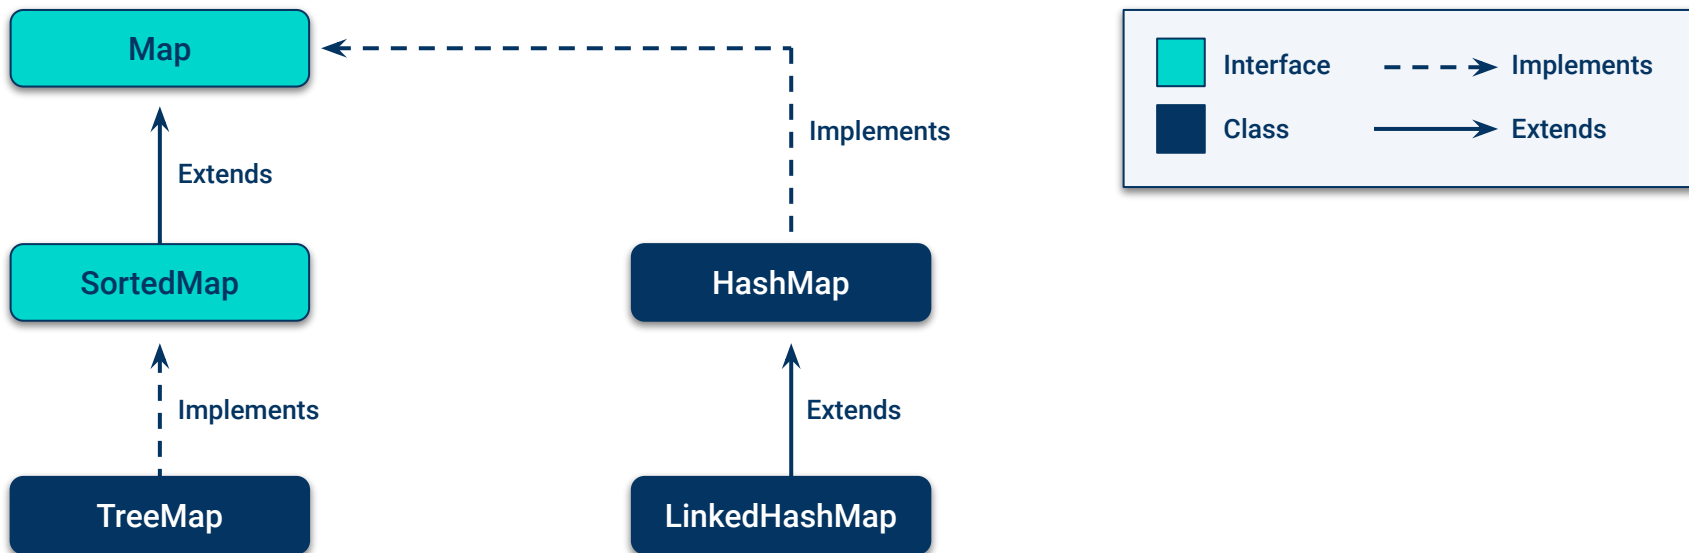 Map
Interface
Implements
Implements
Class
Extends
Extends
SortedMap
HashMap
Implements
Extends
TreeMap
LinkedHashMap